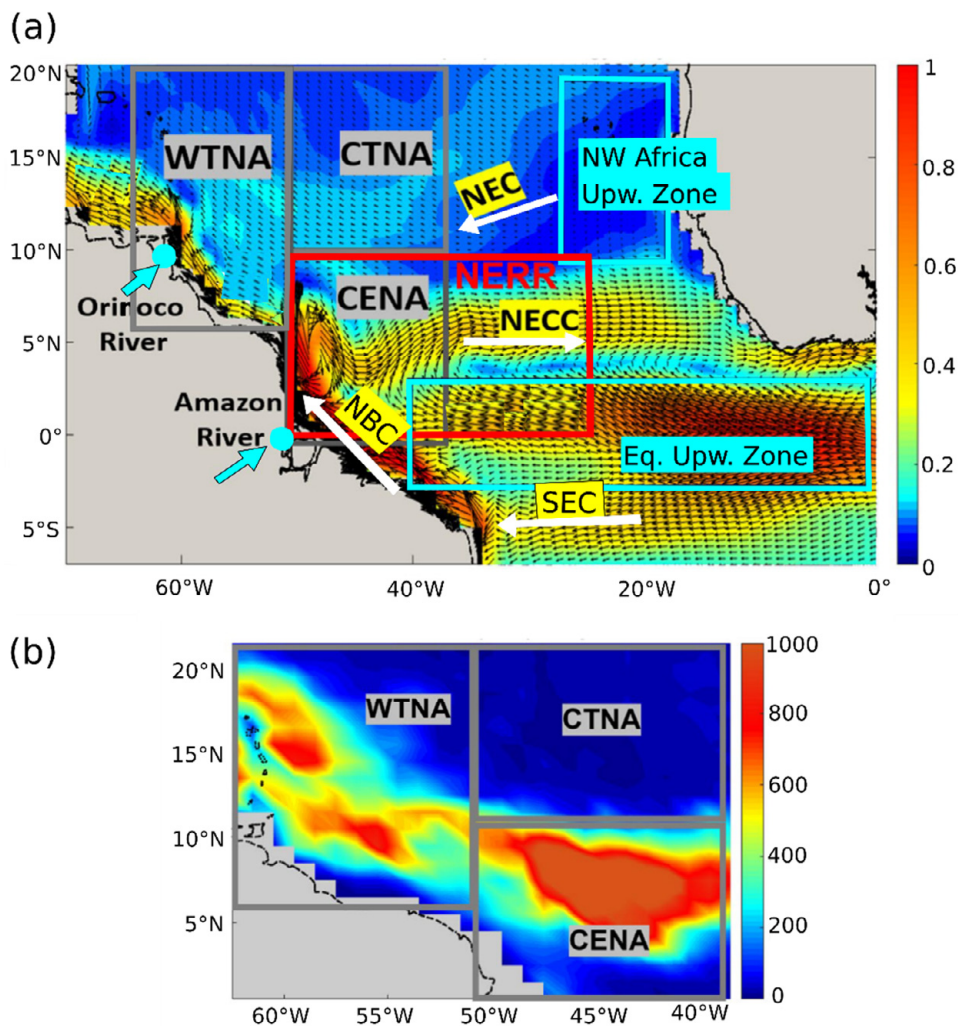 (a)
20°N
15°N
10°N
5°N
0°
5°S
60°W
40°W
20°W
0°
WTNA
CTNA
NEC
NW Africa
Upw. Zone
CENA
NERR
NECC
NBC
Eq. Upw. Zone
SEC
Orinoco
River
Amazon
River
1
0.8
0.6
0.4
0.2
0
(b)
20°N
15°N
10°N
5°N
60°W
55°W
50°W
45°W
40°W
WTNA
CTNA
CENA
1000
800
600
400
200
0